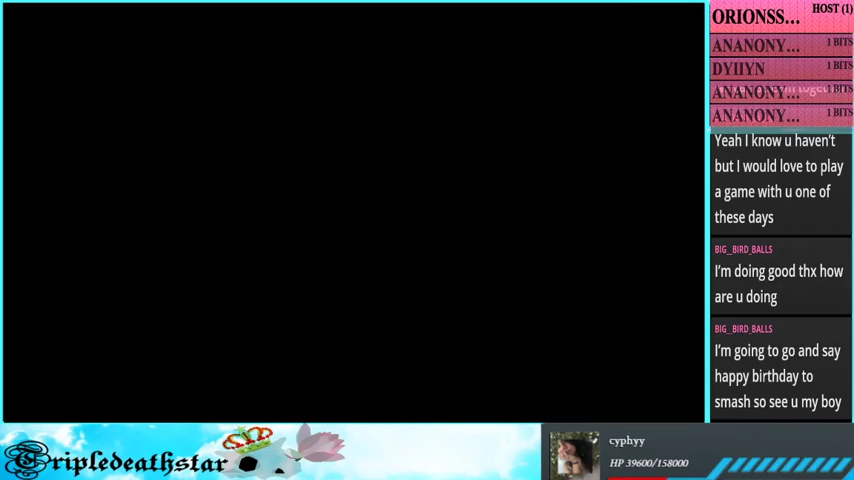 ORIONSS... HOST (1)
ANANONY... 1 BITS
DYIIYN 1 BITS
ANANONY... 1 BITS
ANANONY... 1 BITS
Yeah I know u haven't
but I would love to play
a game with u one of
these days
BIG_BIRD_BALLS
I'm doing good thx how
are u doing
BIG_BIRD_BALLS
I'm going to go and say
happy birthday to
smash so see u my boy
Tripledeathstar
cyphyy
HP 39600/158000